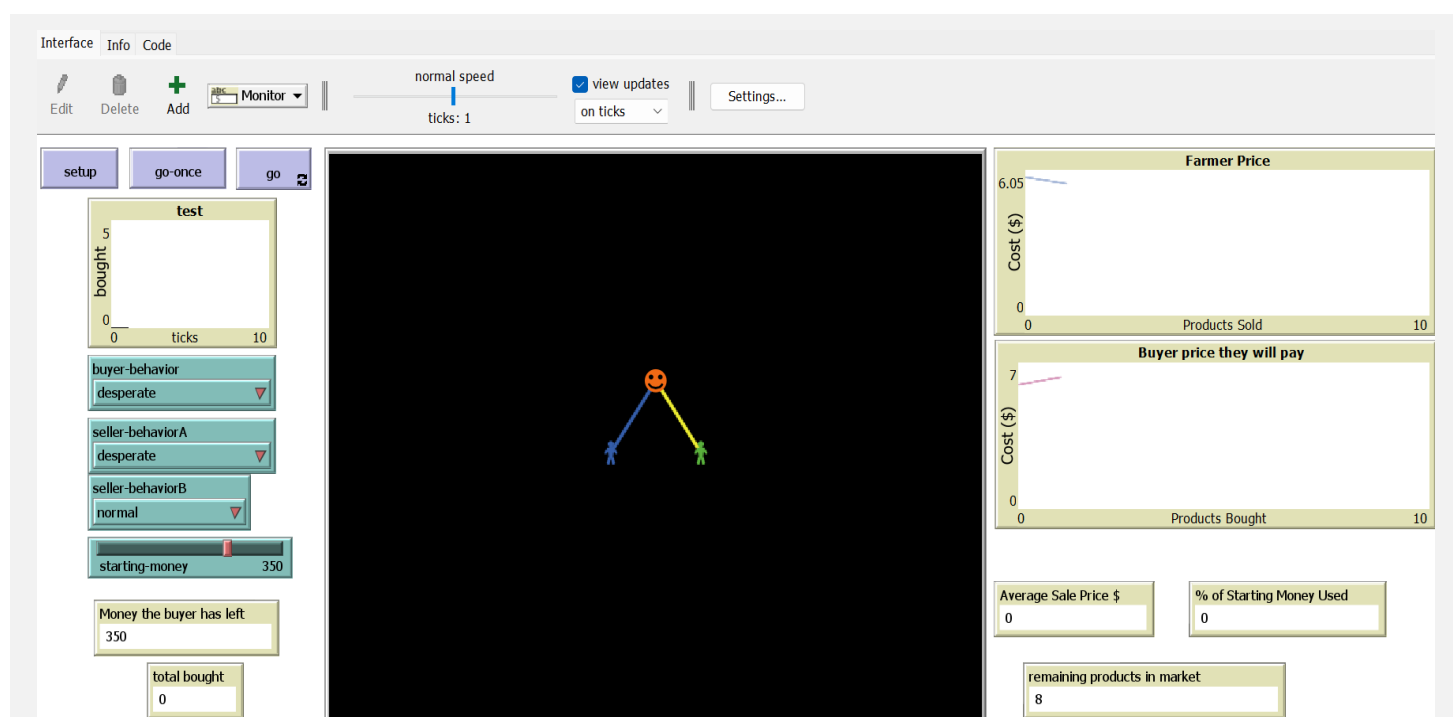 Interface Info Code
Edit Delete Add abc 5 Monitor
normal speed
ticks: 1
view updates
on ticks
Settings...
setup go-once go
test
bought
5
0
0 ticks 10
buyer-behavior
desperate
seller-behaviorA
desperate
seller-behaviorB
normal
starting-money 350
Money the buyer has left
350
total bought
0
Farmer Price
Cost ($)
6.05
0
0 Products Sold 10
Buyer price they will pay
Cost ($)
7
0
0 Products Bought 10
Average Sale Price $
0
% of Starting Money Used
0
remaining products in market
8